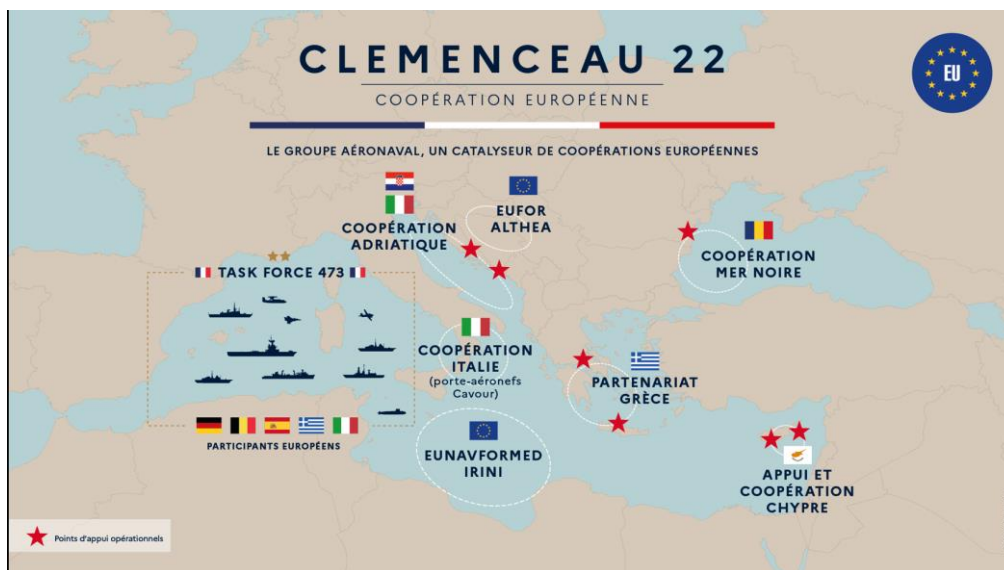 CLEMENCEAU 22
COOPÉRATION EUROPÉENNE
EU
LE GROUPE AÉRONAVAL, UN CATALYSEUR DE COOPÉRATIONS EUROPÉENNES
COOPÉRATION
ADRIATIQUE
EUFOR
ALTHEA
COOPÉRATION
MER NOIRE
TASK FORCE 473
COOPÉRATION
ITALIE
(porte-aéronefs
Cavour)
PARTENARIAT
GRÈCE
PARTICIPANTS EUROPÉENS
EUNAVFORMED
IRINI
APPUI ET
COOPÉRATION
CHYPRE
Points d'appui opérationnels